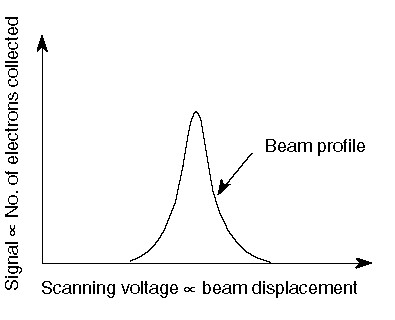 Signal ∝ No. of electrons collected
Beam profile
Scanning voltage ∝ beam displacement